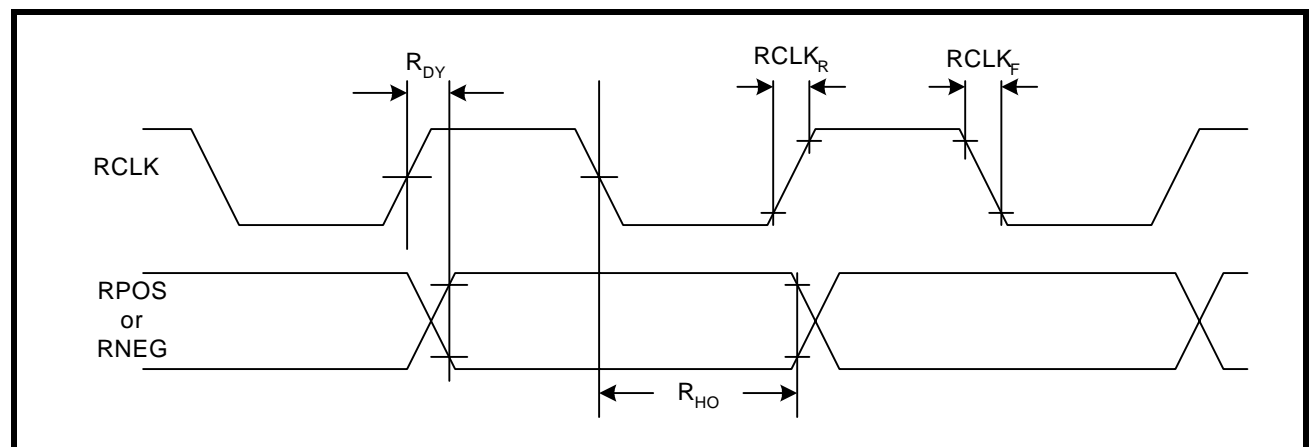 R_DY
RCLK_R
RCLK_F
RCLK
RPOS
or
RNEG
R_HO